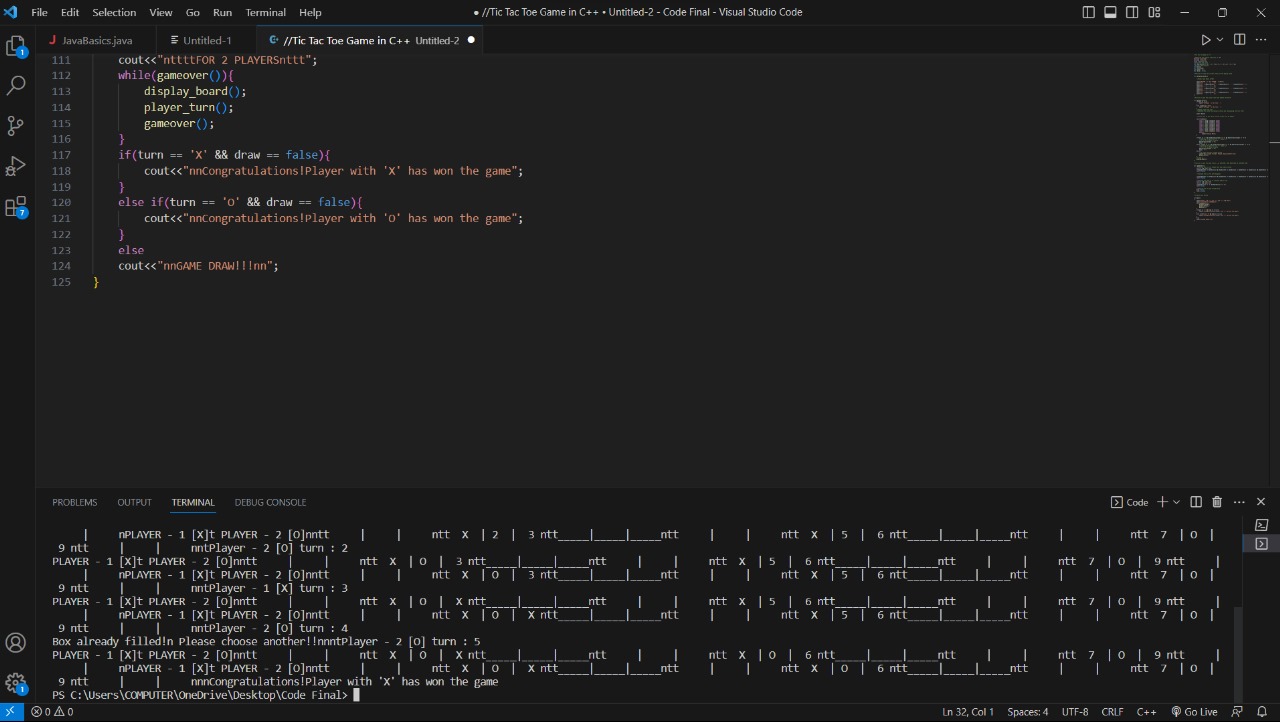 File Edit Selection View Go Run Terminal Help ● //Tic Tac Toe Game in C++ • Untitled-2 - Code Final - Visual Studio Code
J JavaBasics.java Untitled-1 //Tic Tac Toe Game in C++ Untitled-2 ●
111 cout<<"nttttFOR 2 PLAYERSnttt";
112 while(gameover()){
113 display_board();
114 player_turn();
115 gameover();
116 }
117 if(turn == 'X' && draw == false){
118 cout<<"nnCongratulations!Player with 'X' has won the game";
119 }
120 else if(turn == 'O' && draw == false){
121 cout<<"nnCongratulations!Player with 'O' has won the game";
122 }
123 else
124 cout<<"nnGAME DRAW!!!nn";
125 }
1
7
1
PROBLEMS OUTPUT TERMINAL DEBUG CONSOLE Code
| nPLAYER - 1 [X]t PLAYER - 2 [O]nntt | | ntt X | 2 | 3 ntt_____|_____|_____ntt | | ntt X | 5 | 6 ntt_____|_____|_____ntt | | ntt 7 | O |
9 ntt | | nntPlayer - 2 [O] turn : 2
PLAYER - 1 [X]t PLAYER - 2 [O]nntt | | ntt X | O | 3 ntt_____|_____|_____ntt | | ntt X | 5 | 6 ntt_____|_____|_____ntt | | ntt 7 | O | 9 ntt |
| nPLAYER - 1 [X]t PLAYER - 2 [O]nntt | | ntt X | O | 3 ntt_____|_____|_____ntt | | ntt X | 5 | 6 ntt_____|_____|_____ntt | | ntt 7 | O |
9 ntt | | nntPlayer - 1 [X] turn : 3
PLAYER - 1 [X]t PLAYER - 2 [O]nntt | | ntt X | O | X ntt_____|_____|_____ntt | | ntt X | 5 | 6 ntt_____|_____|_____ntt | | ntt 7 | O | 9 ntt |
| nPLAYER - 1 [X]t PLAYER - 2 [O]nntt | | ntt X | O | X ntt_____|_____|_____ntt | | ntt X | 5 | 6 ntt_____|_____|_____ntt | | ntt 7 | O |
9 ntt | | nntPlayer - 2 [O] turn : 4
Box already filled!n Please choose another!!nnntPlayer - 2 [O] turn : 5
PLAYER - 1 [X]t PLAYER - 2 [O]nntt | | ntt X | O | X ntt_____|_____|_____ntt | | ntt X | O | 6 ntt_____|_____|_____ntt | | ntt 7 | O | 9 ntt |
| nPLAYER - 1 [X]t PLAYER - 2 [O]nntt | | ntt X | O | X ntt_____|_____|_____ntt | | ntt X | O | 6 ntt_____|_____|_____ntt | | ntt 7 | O |
9 ntt | | nnnCongratulations!Player with 'X' has won the game
PS C:\Users\COMPUTER\OneDrive\Desktop\Code Final>
0 0 Ln 32, Col 1 Spaces: 4 UTF-8 CRLF C++ Go Live